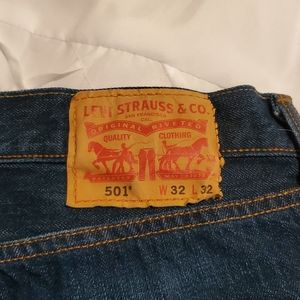 LEVI STRAUSS & CO.
SAN FRANCISCO
CAL.
ORIGINAL RIVETED
QUALITY CLOTHING
501® W 32 L 32